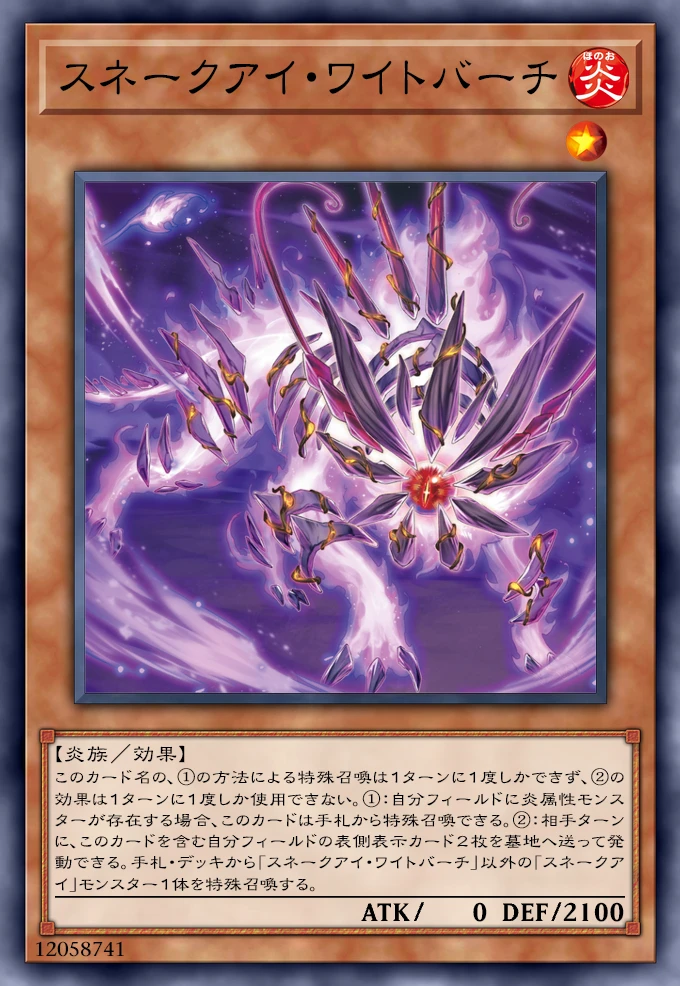 スネークアイ・ワイトバーチ
ほのお
炎
【炎族／効果】
このカード名の、①の方法による特殊召喚は1ターンに1度しかできず、②の
効果は1ターンに1度しか使用できない。①：自分フィールドに炎属性モンス
ターが存在する場合、このカードは手札から特殊召喚できる。②：相手ターン
に、このカードを含む自分フィールドの表側表示カード2枚を墓地へ送って発
動できる。手札・デッキから「スネークアイ・ワイトバーチ」以外の「スネークア
イ」モンスター1体を特殊召喚する。
ATK/ 0 DEF/2100
12058741